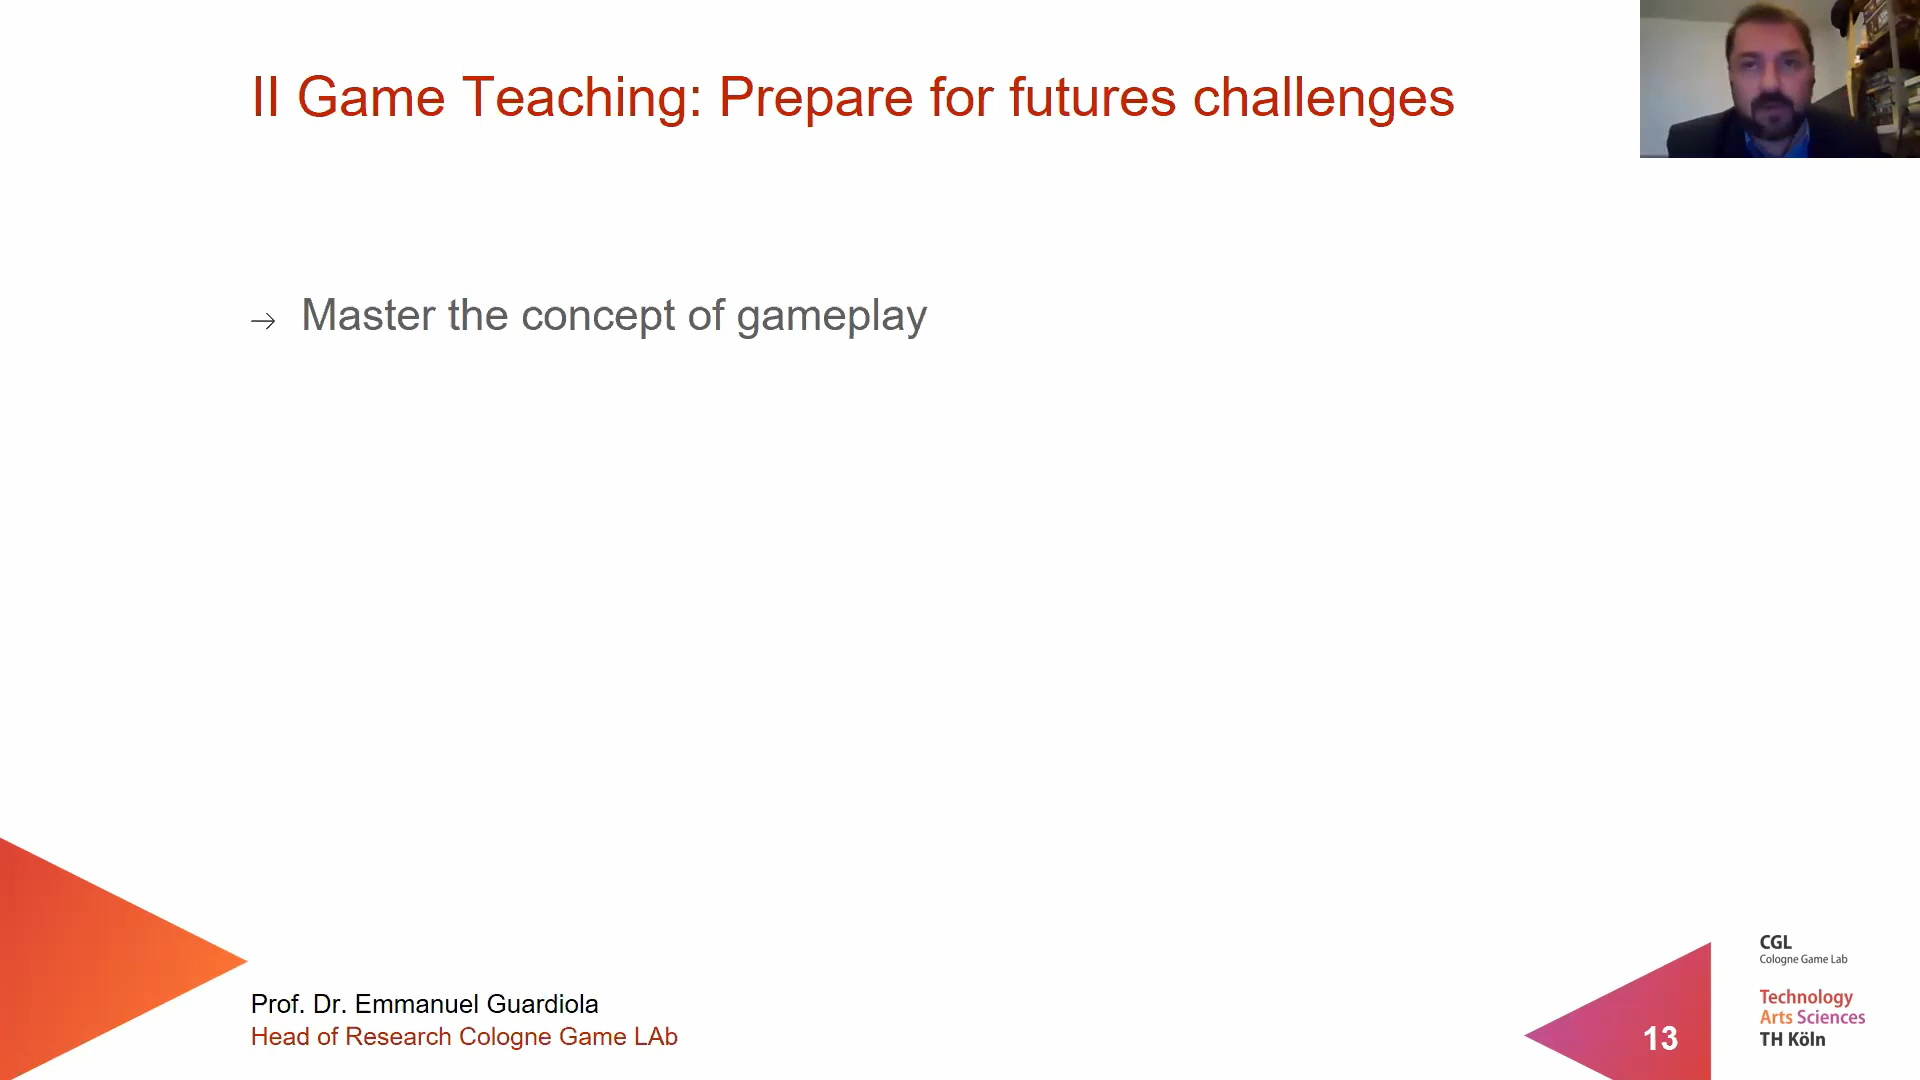 II Game Teaching: Prepare for futures challenges
→ Master the concept of gameplay
Prof. Dr. Emmanuel Guardiola
Head of Research Cologne Game LAb
13
CGL
Cologne Game Lab
Technology
Arts Sciences
TH Köln